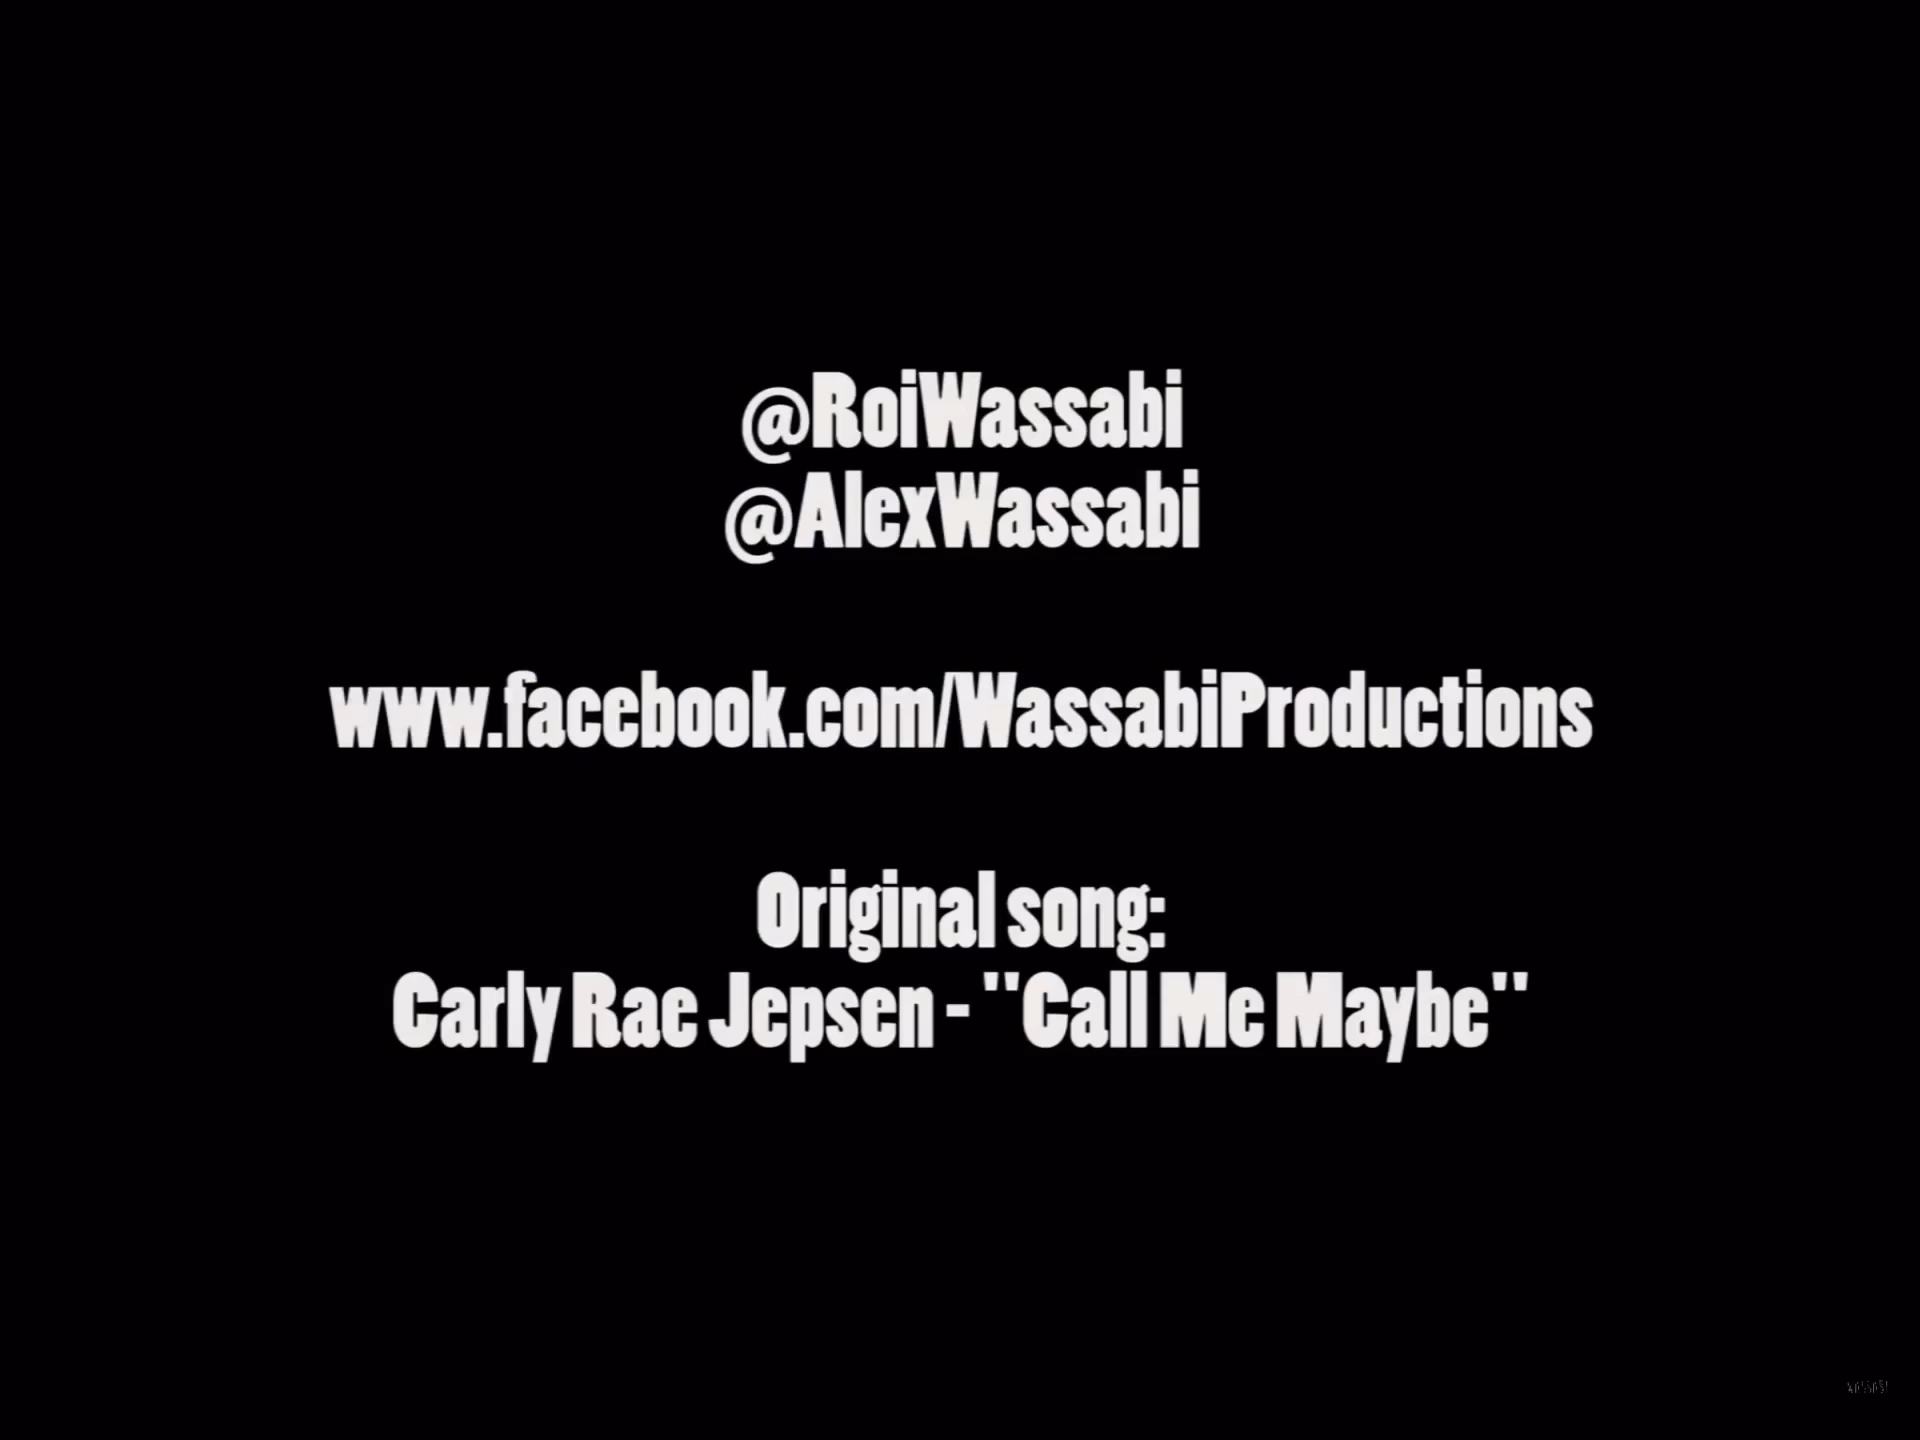 @RoiWassabi
@AlexWassabi
www.facebook.com/WassabiProductions
Original song:
Carly Rae Jepsen - "Call Me Maybe"